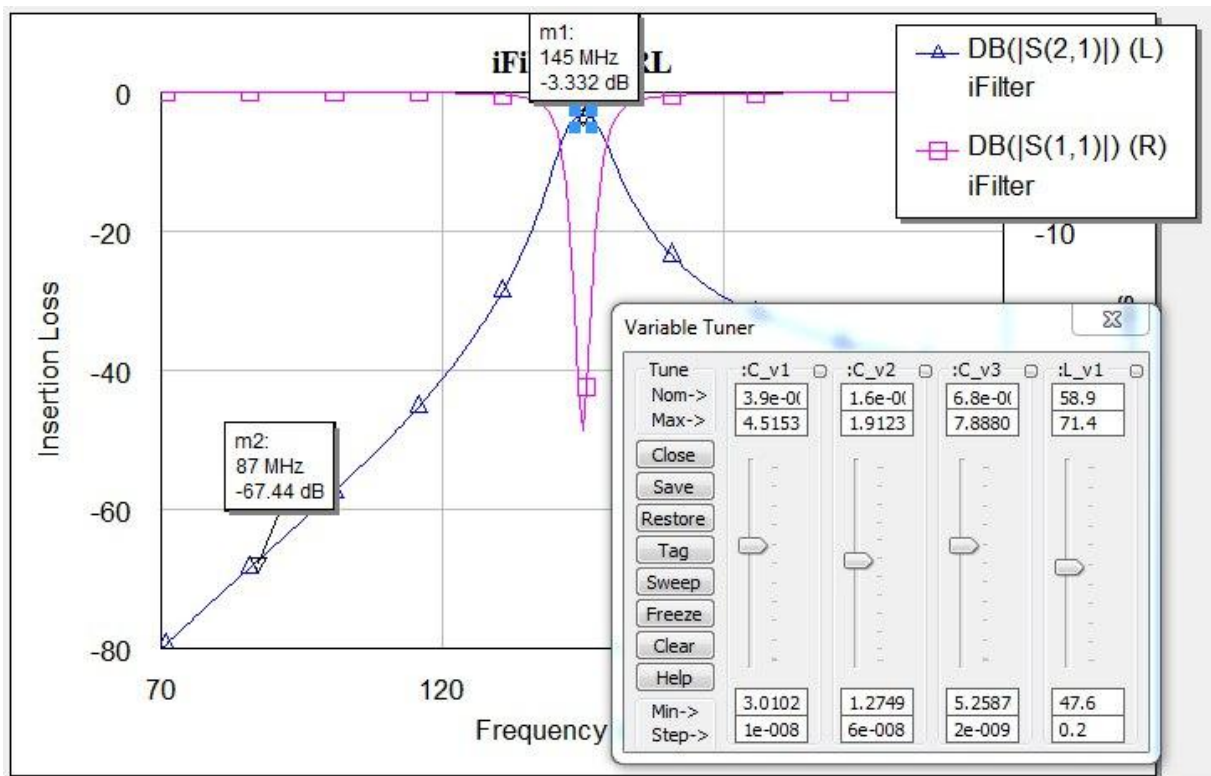 m1:
145 MHz
-3.332 dB
DB(|S(2,1)|) (L)
iFilter
DB(|S(1,1)|) (R)
iFilter
0
-20
-40
-60
-80
-10
Insertion Loss
m2:
87 MHz
-67.44 dB
70
120
Frequency
Variable Tuner
Tune :C_v1 :C_v2 :C_v3 :L_v1
Nom-> 3.9e-0( 1.6e-0( 6.8e-0( 58.9
Max-> 4.5153 1.9123 7.8880 71.4
Close
Save
Restore
Tag
Sweep
Freeze
Clear
Help
Min-> 3.0102 1.2749 5.2587 47.6
Step-> 1e-008 6e-008 2e-009 0.2